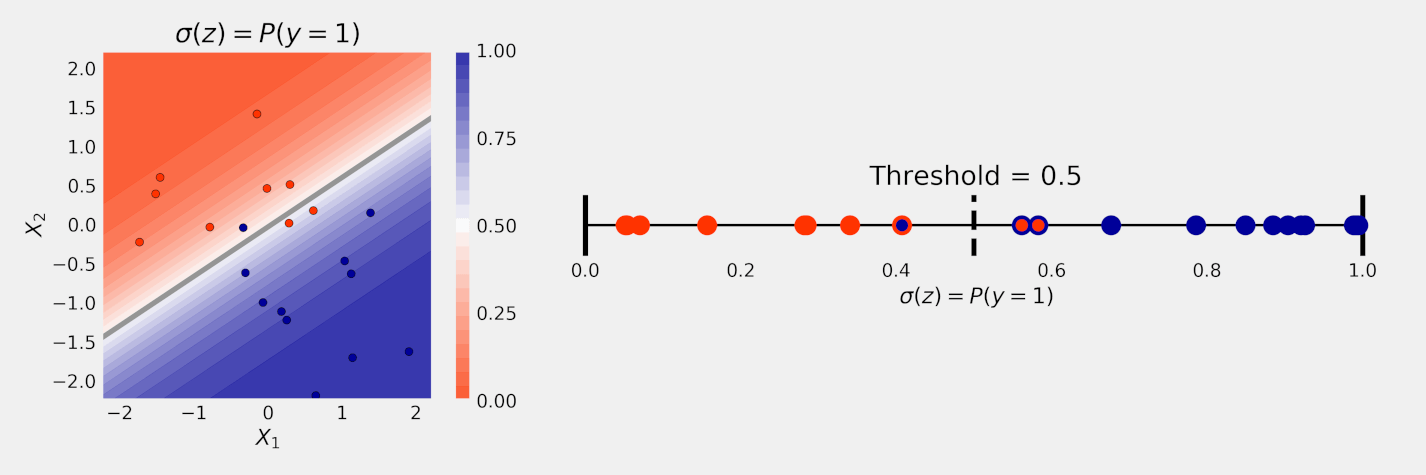 σ(z) = P(y = 1)
2.0
1.5
1.0
0.5
0.0
−0.5
−1.0
−1.5
−2.0
X₂
−2 −1 0 1 2
X₁
1.00
0.75
0.50
0.25
0.00
Threshold = 0.5
0.0 0.2 0.4 0.6 0.8 1.0
σ(z) = P(y = 1)